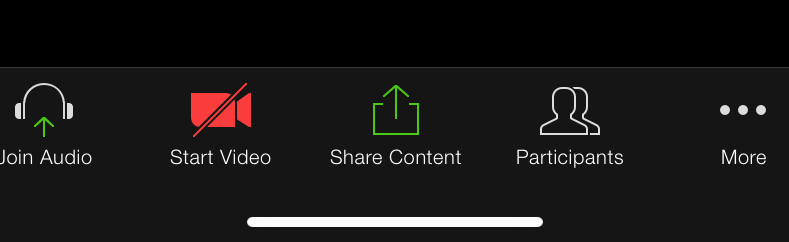 Join Audio
Start Video
Share Content
Participants
More